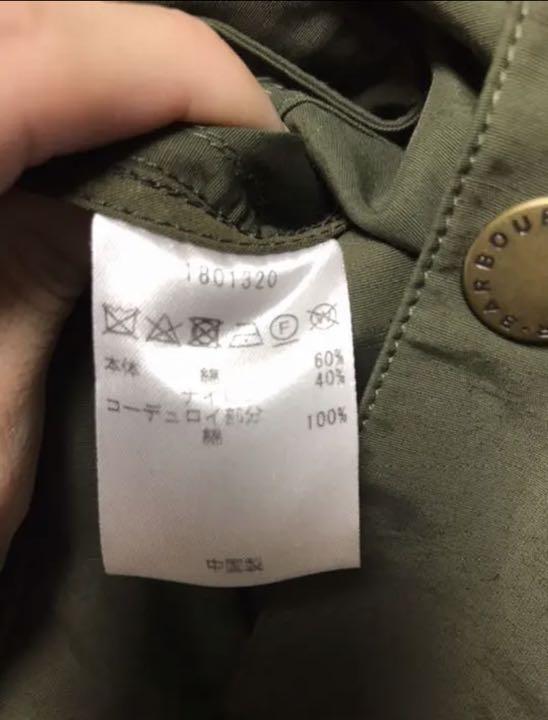 1801320
F
本体 綿 60%
ナイロン 40%
コーデュロイ部分
綿 100%
中国製